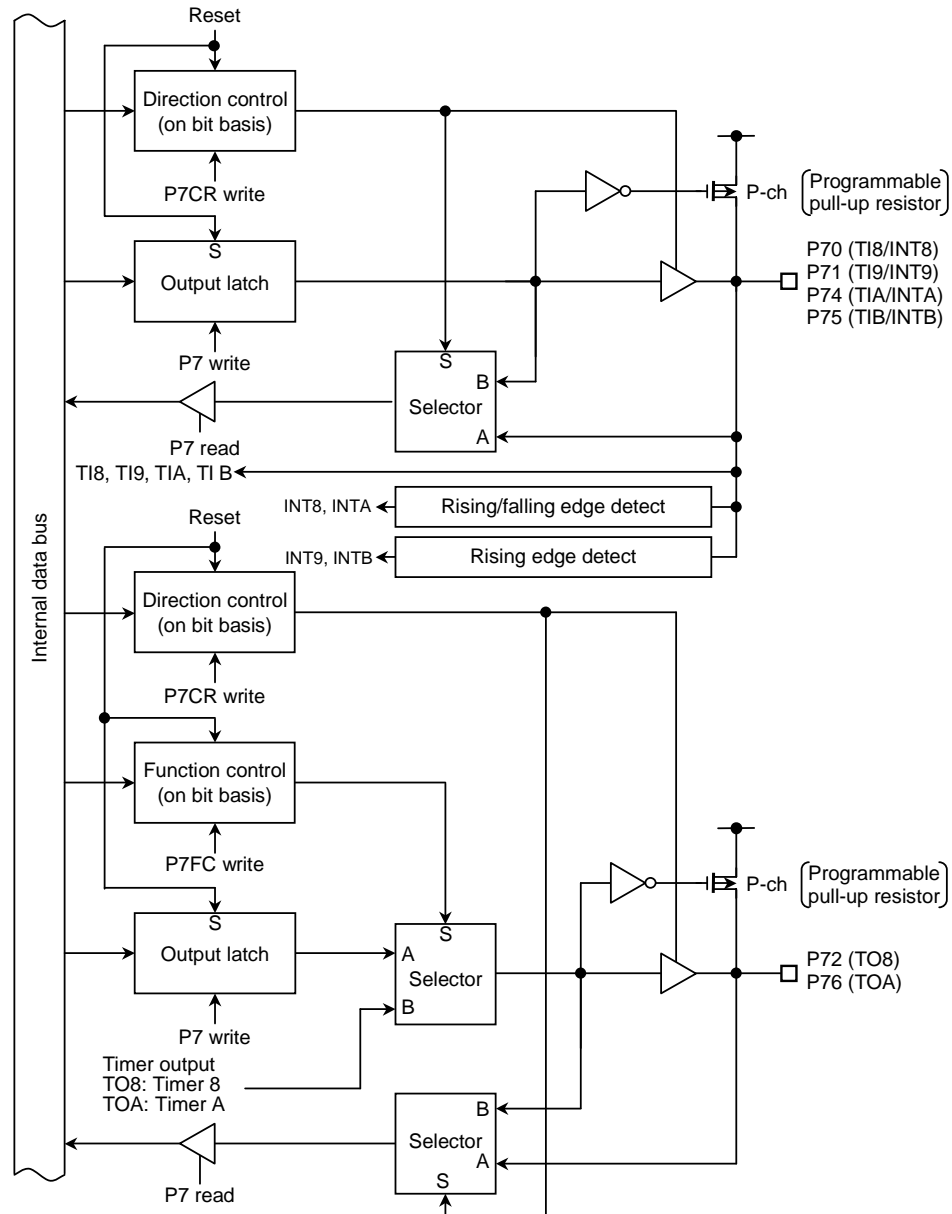 Reset
Direction control
(on bit basis)
P7CR write
P-ch
Programmable
pull-up resistor
S
Output latch
P7 write
P70 (TI8/INT8)
P71 (TI9/INT9)
P74 (TIA/INTA)
P75 (TIB/INTB)
S
B
Selector
A
P7 read
TI8, TI9, TIA, TI B
INT8, INTA
Rising/falling edge detect
INT9, INTB
Rising edge detect
Internal data bus
Reset
Direction control
(on bit basis)
P7CR write
Function control
(on bit basis)
P7FC write
P-ch
Programmable
pull-up resistor
S
Output latch
P7 write
S
A
Selector
B
P72 (TO8)
P76 (TOA)
Timer output
TO8: Timer 8
TOA: Timer A
B
Selector
A
S
P7 read